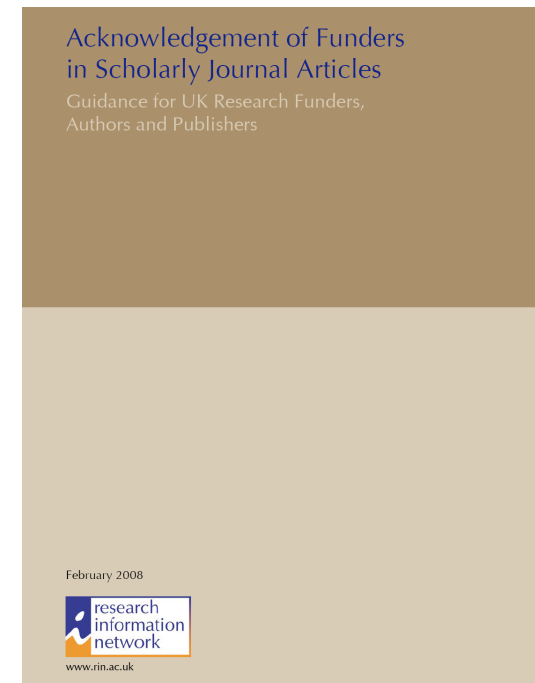 Acknowledgement of Funders
in Scholarly Journal Articles
Guidance for UK Research Funders,
Authors and Publishers
February 2008
research
information
network
www.rin.ac.uk